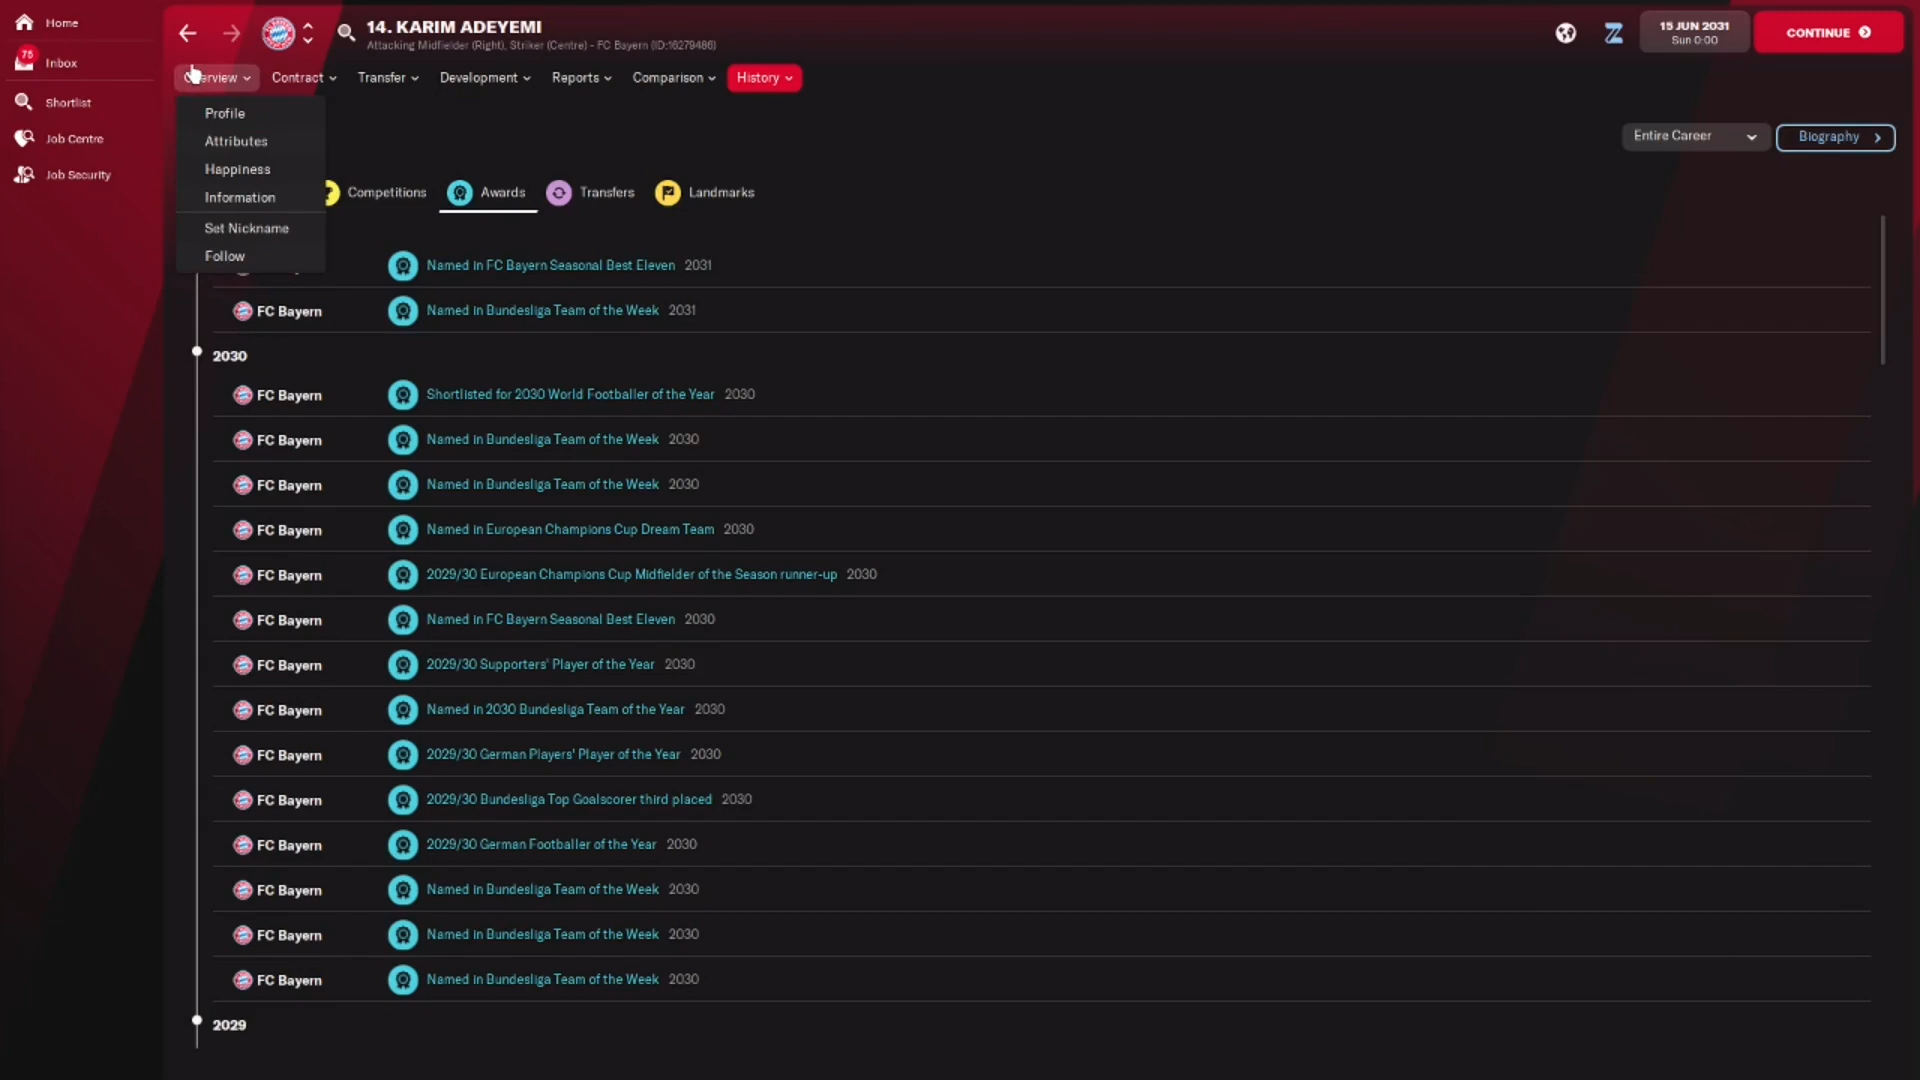 Home
75
Inbox
Shortlist
Job Centre
Job Security
14. KARIM ADEYEMI
Attacking Midfielder (Right), Striker (Centre) - FC Bayern (ID:16279486)
15 JUN 2031
Sun 0:00
CONTINUE
Contract
Transfer
Development
Reports
Comparison
History
Profile
Attributes
Happiness
Information
Set Nickname
Follow
Entire Career
Biography
Competitions
Awards
Transfers
Landmarks
Named in FC Bayern Seasonal Best Eleven 2031
FC Bayern Named in Bundesliga Team of the Week 2031
2030
FC Bayern Shortlisted for 2030 World Footballer of the Year 2030
FC Bayern Named in Bundesliga Team of the Week 2030
FC Bayern Named in Bundesliga Team of the Week 2030
FC Bayern Named in European Champions Cup Dream Team 2030
FC Bayern 2029/30 European Champions Cup Midfielder of the Season runner-up 2030
FC Bayern Named in FC Bayern Seasonal Best Eleven 2030
FC Bayern 2029/30 Supporters' Player of the Year 2030
FC Bayern Named in 2030 Bundesliga Team of the Year 2030
FC Bayern 2029/30 German Players' Player of the Year 2030
FC Bayern 2029/30 Bundesliga Top Goalscorer third placed 2030
FC Bayern 2029/30 German Footballer of the Year 2030
FC Bayern Named in Bundesliga Team of the Week 2030
FC Bayern Named in Bundesliga Team of the Week 2030
FC Bayern Named in Bundesliga Team of the Week 2030
2029